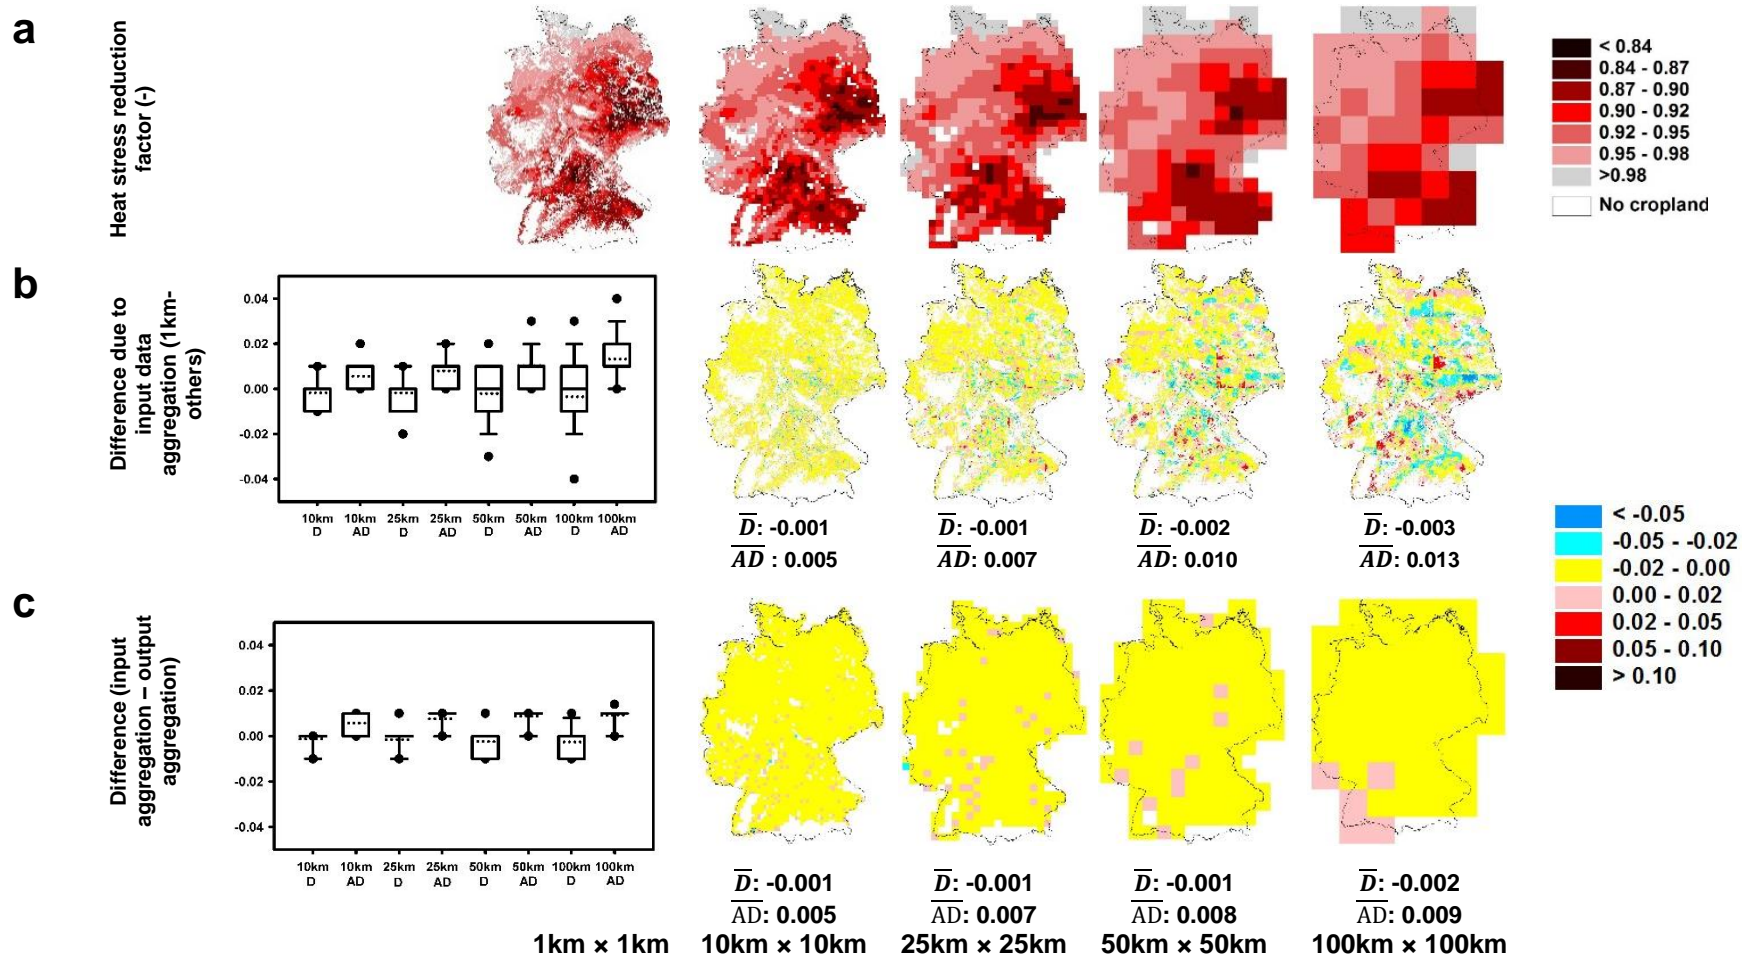 a
Heat stress reduction
factor (-)
< 0.84
0.84 - 0.87
0.87 - 0.90
0.90 - 0.92
0.92 - 0.95
0.95 - 0.98
>0.98
No cropland
b
Difference due to
input data
aggregation (1km-
others)
0.04
0.02
0.00
-0.02
-0.04
10km 10km 25km 25km 50km 50km 100km 100km
D AD D AD D AD D AD
D: -0.001 D: -0.001 D: -0.002 D: -0.003
AD : 0.005 AD: 0.007 AD: 0.010 AD: 0.013
< -0.05
-0.05 - -0.02
-0.02 - 0.00
0.00 - 0.02
0.02 - 0.05
0.05 - 0.10
> 0.10
c
Difference (input
aggregation – output
aggregation)
0.04
0.02
0.00
-0.02
-0.04
10km 10km 25km 25km 50km 50km 100km 100km
D AD D AD D AD D AD
D: -0.001 D: -0.001 D: -0.001 D: -0.002
AD: 0.005 AD: 0.007 AD: 0.008 AD: 0.009
1km × 1km 10km × 10km 25km × 25km 50km × 50km 100km × 100km